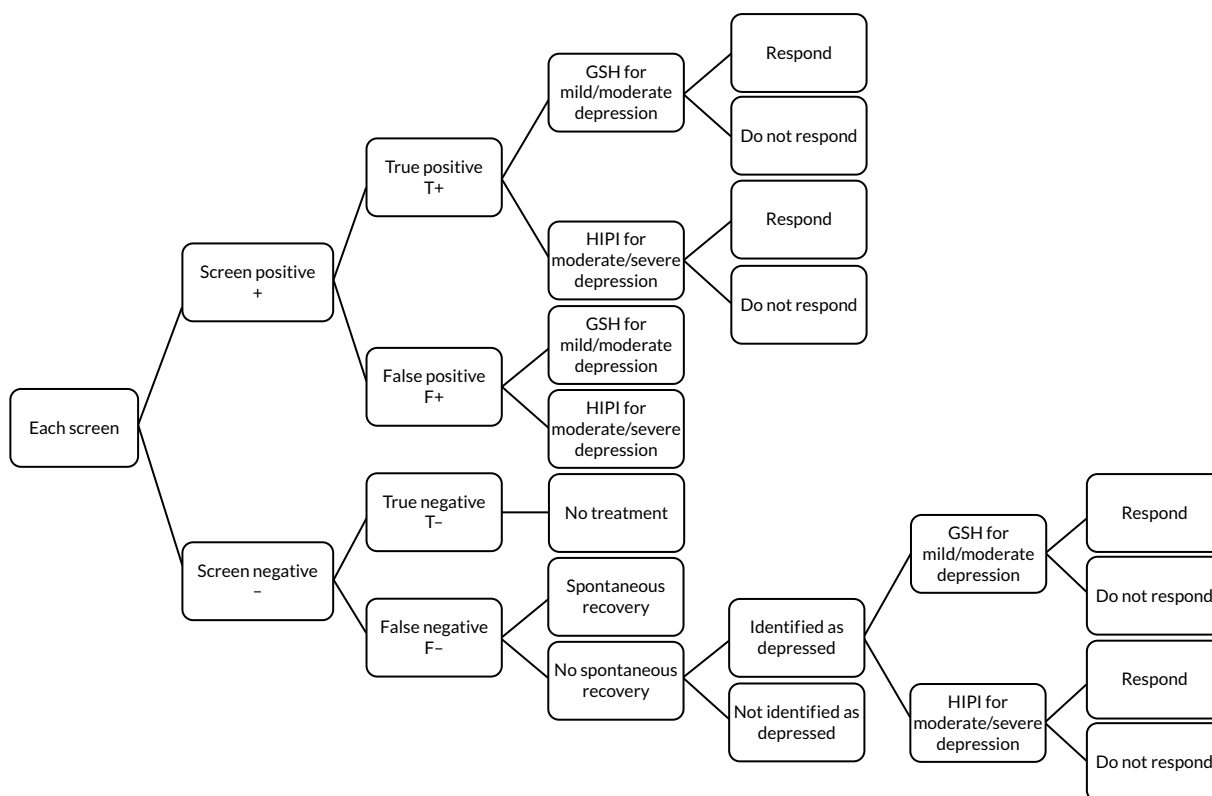 Each screen
Screen positive
+
True positive
T+
GSH for
mild/moderate
depression
Respond
Do not respond
HIPI for
moderate/severe
depression
Respond
Do not respond
False positive
F+
GSH for
mild/moderate
depression
HIPI for
moderate/severe
depression
Screen negative
–
True negative
T–
No treatment
False negative
F–
Spontaneous
recovery
No spontaneous
recovery
Identified as
depressed
GSH for
mild/moderate
depression
Respond
Do not respond
HIPI for
moderate/severe
depression
Respond
Do not respond
Not identified as
depressed